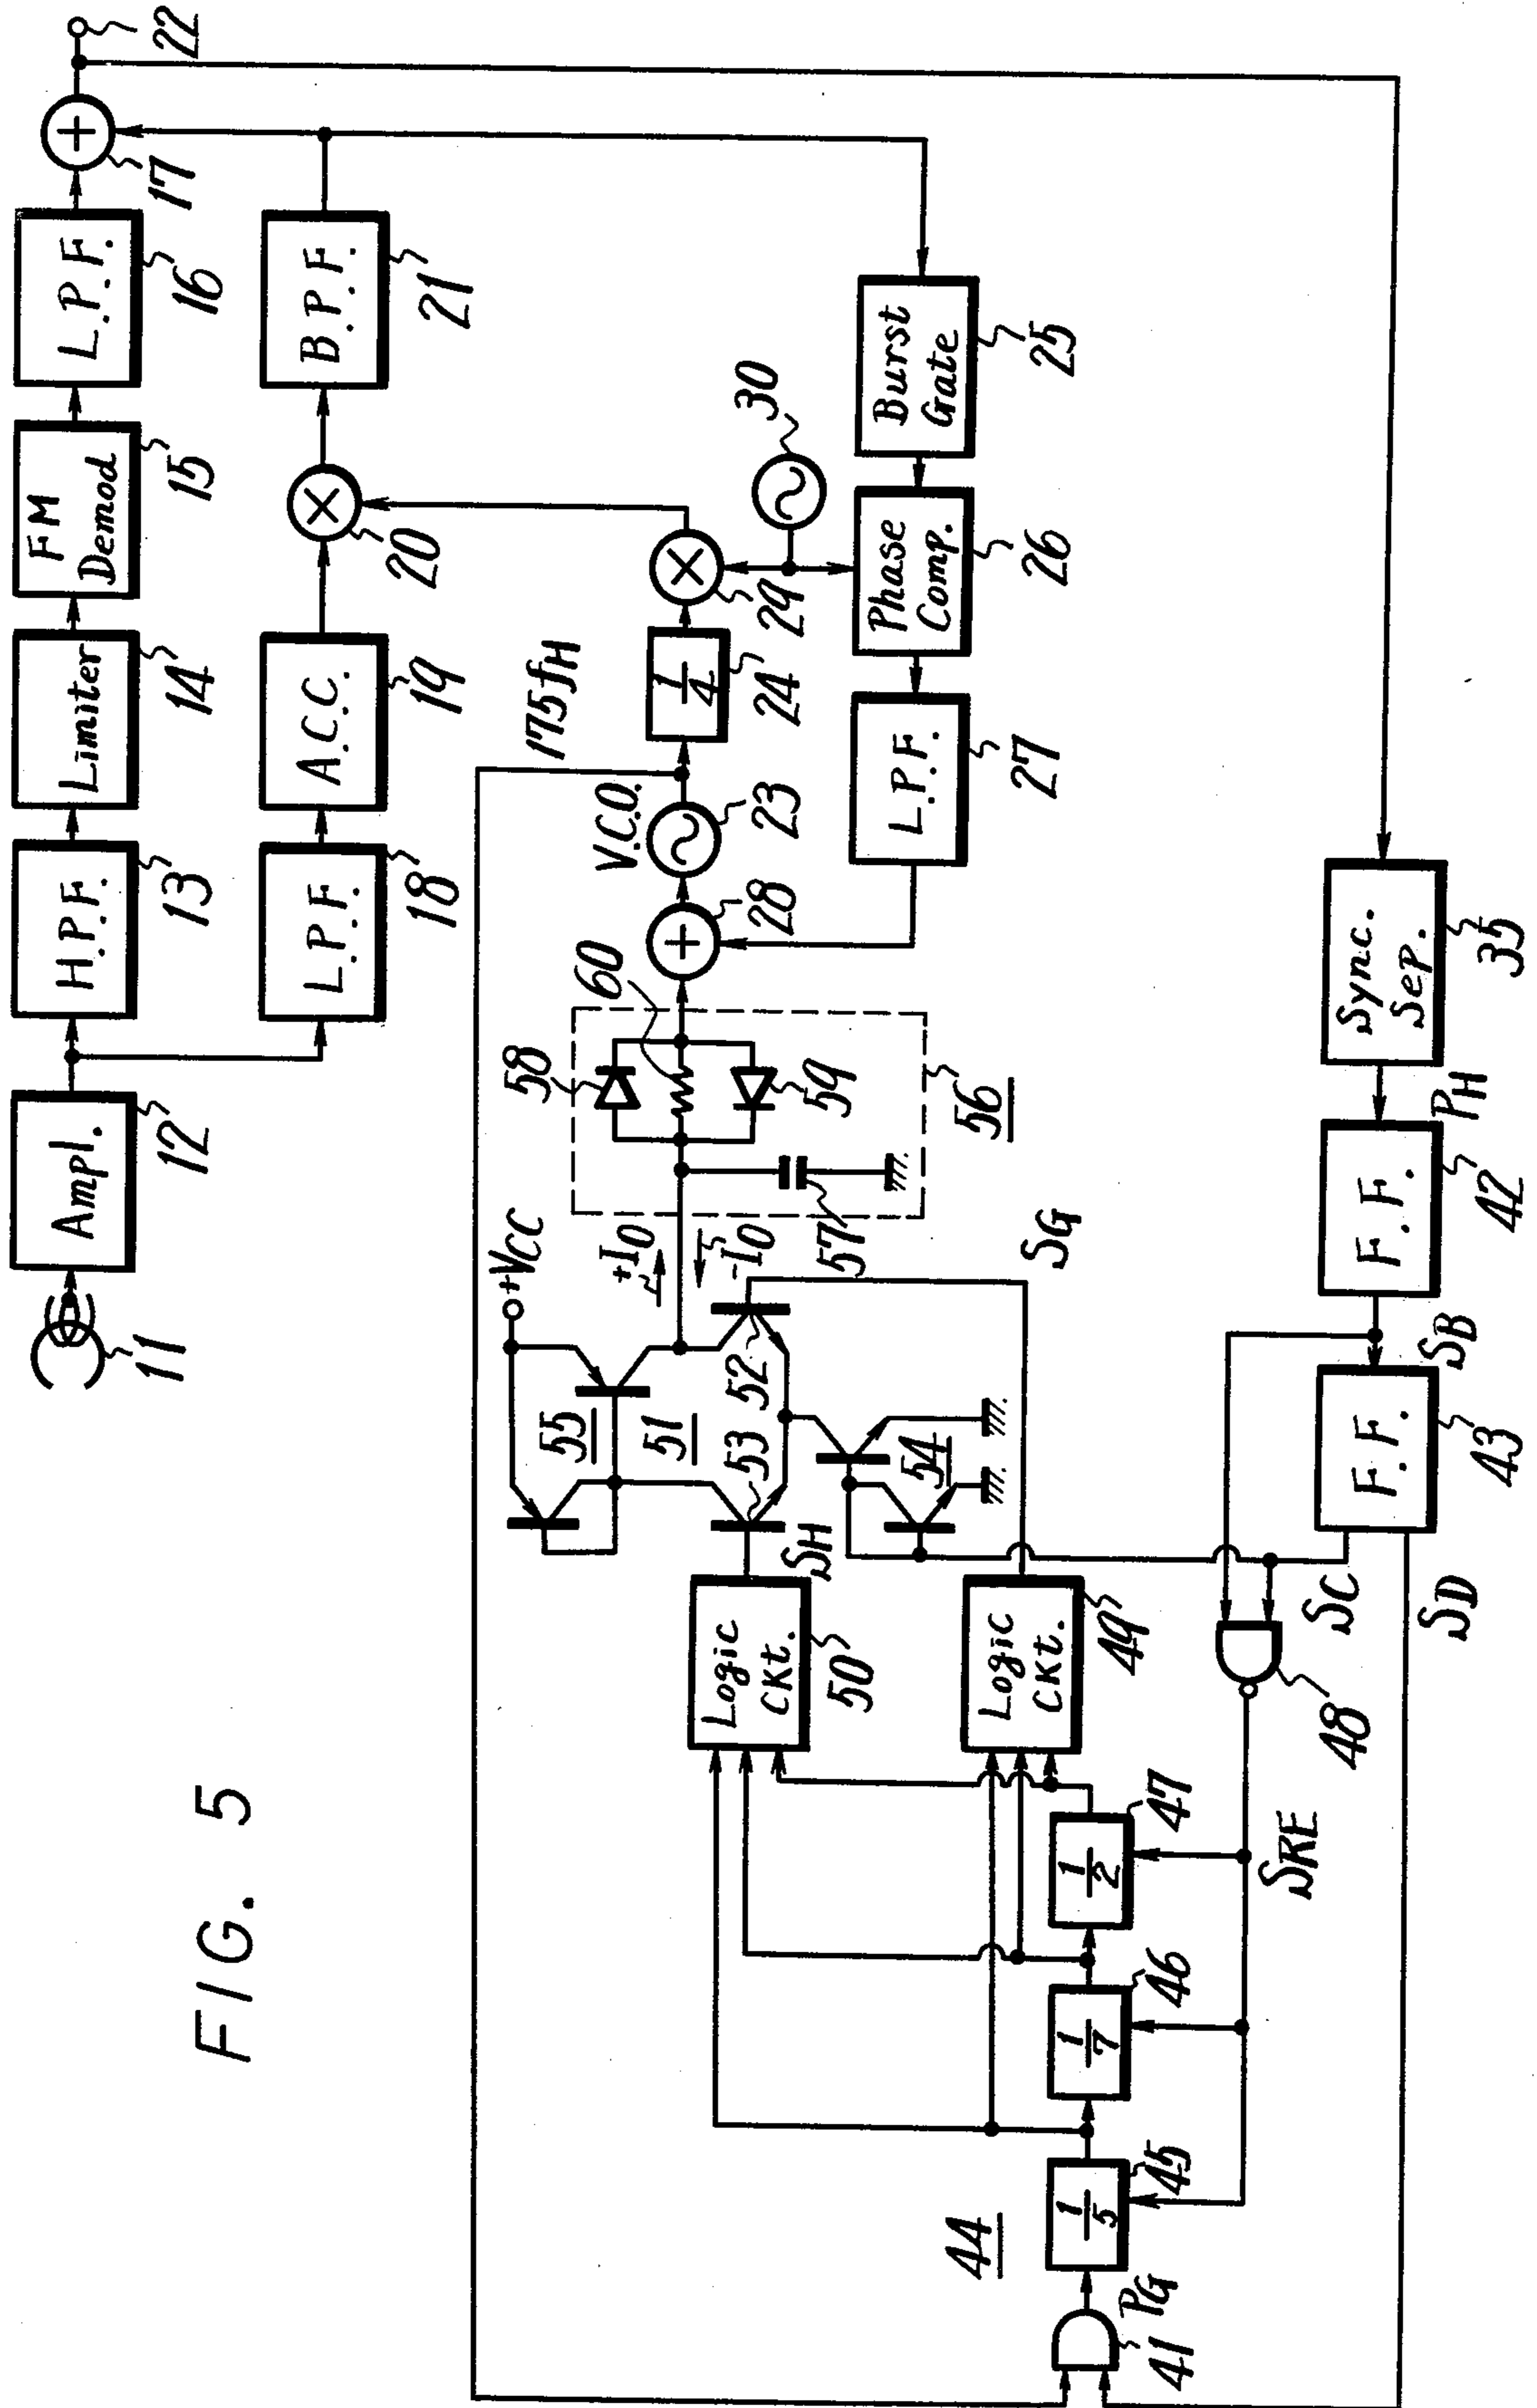 FIG. 5
Ampl.
12
11
H.P.F.
13
Limiter
14
FM
Demod
15
L.P.F.
16
+
17
22
L.P.F.
18
A.C.C.
19
×
20
B.P.F.
21
+VCC
55
51
+IO
-IO
53
52
54
57
58
60
59
56
+
28
V.C.O.
23
175fH
1/4
24
×
29
30
L.P.F.
27
Phase
Comp.
26
Burst
Gate
25
Logic
CKt.
50
SH
Logic
CKt.
49
SG
44
41
PG
1/5
45
1/7
46
1/2
47
SRE
48
SC
SD
F.F.
43
SB
F.F.
42
PH
Sync.
Sep.
35